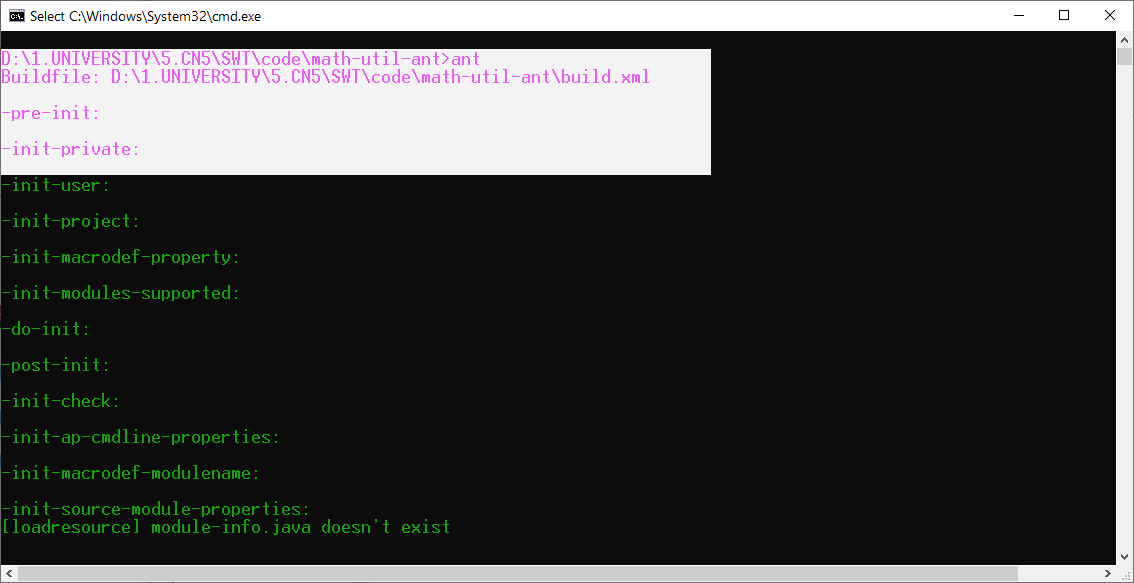 Select C:\Windows\System32\cmd.exe
D:\1.UNIVERSITY\5.CN5\SWT\code\math-util-ant>ant
Buildfile: D:\1.UNIVERSITY\5.CN5\SWT\code\math-util-ant\build.xml
-pre-init:
-init-private:
-init-user:
-init-project:
-init-macrodef-property:
-init-modules-supported:
-do-init:
-post-init:
-init-check:
-init-ap-cmdline-properties:
-init-macrodef-modulename:
-init-source-module-properties:
[loadresource] module-info.java doesn't exist